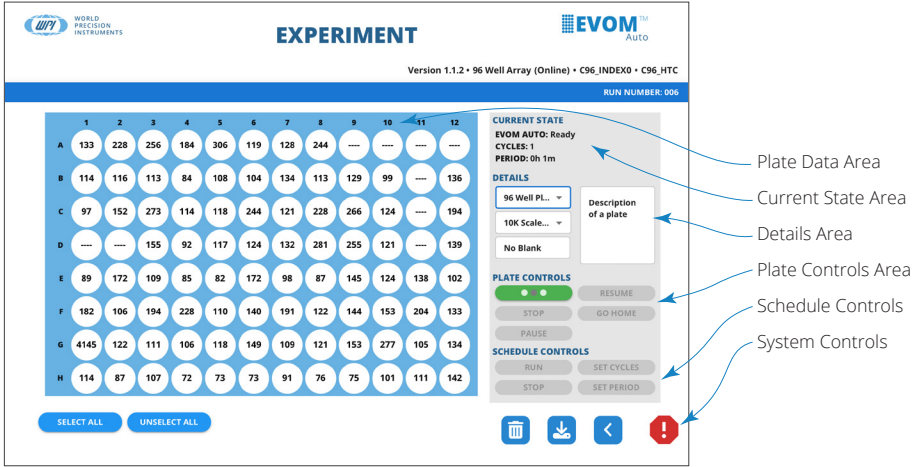 WPI WORLD PRECISION INSTRUMENTS
EXPERIMENT
EVOM™ Auto
Version 1.1.2 • 96 Well Array (Online) • C96_INDEX0 • C96_HTC
RUN NUMBER: 006
1 2 3 4 5 6 7 8 9 10 11 12
A 133 228 256 184 306 119 128 244 ---- ---- ---- ----
B 114 116 113 84 108 104 134 113 129 99 ---- 136
C 97 152 273 114 118 244 121 228 266 124 ---- 194
D ---- ---- 155 92 117 124 132 281 255 121 ---- 139
E 89 172 109 85 82 172 98 87 145 124 138 102
F 182 106 194 228 110 140 191 122 144 153 204 133
G 4145 122 111 106 118 149 109 121 153 277 105 134
H 114 87 107 72 73 73 91 76 75 101 111 142
SELECT ALL UNSELECT ALL
CURRENT STATE
EVOM AUTO: Ready
CYCLES: 1
PERIOD: 0h 1m
DETAILS
96 Well Pl...
10K Scale...
No Blank
Description
of a plate
PLATE CONTROLS
RESUME
STOP GO HOME
PAUSE
SCHEDULE CONTROLS
RUN SET CYCLES
STOP SET PERIOD
Plate Data Area
Current State Area
Details Area
Plate Controls Area
Schedule Controls
System Controls